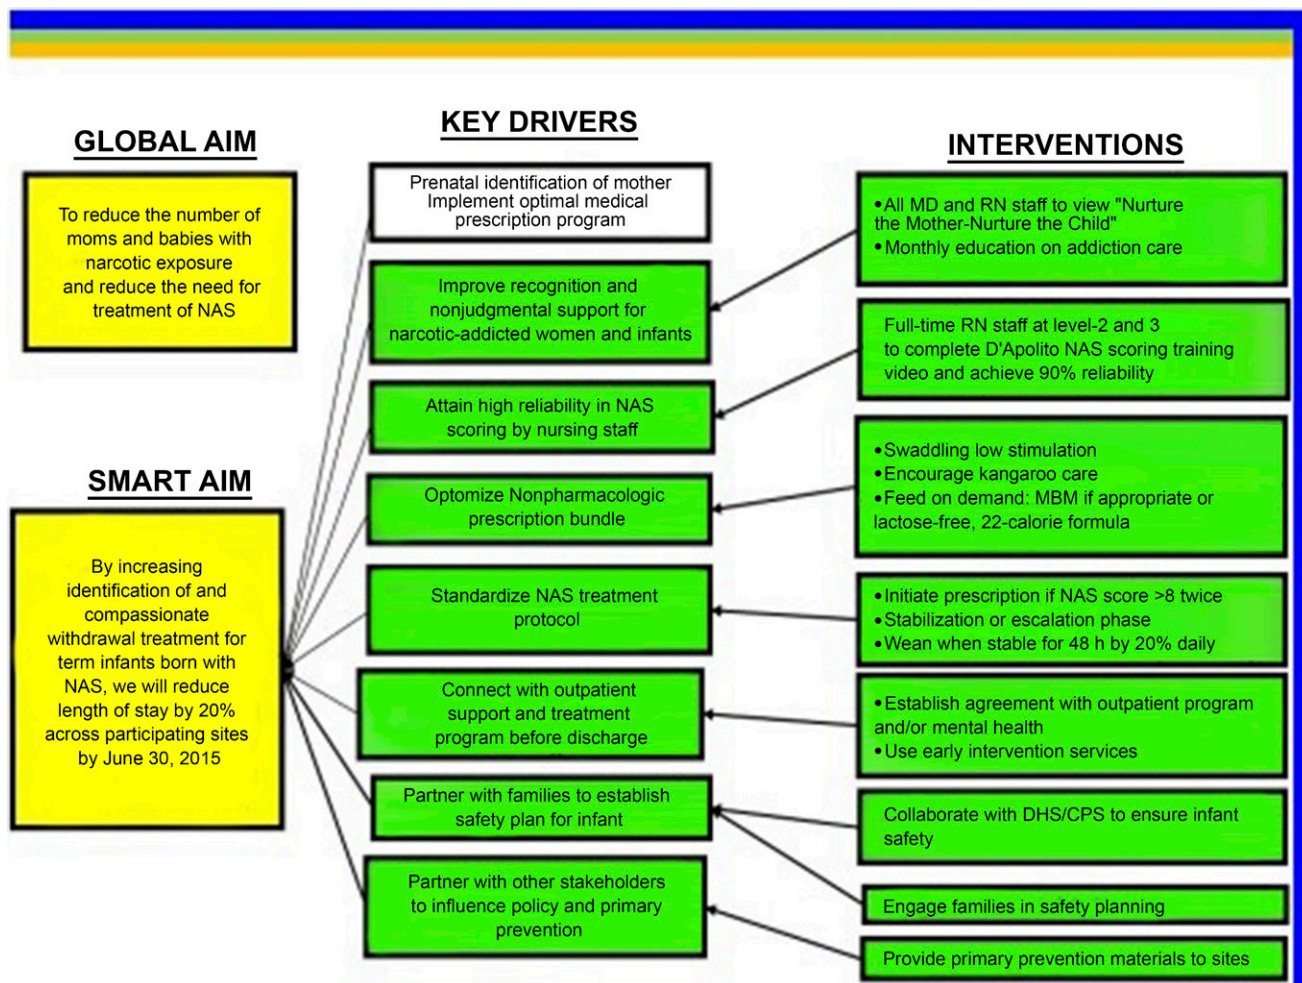 GLOBAL AIM
To reduce the number of
moms and babies with
narcotic exposure
and reduce the need for
treatment of NAS
SMART AIM
By increasing
identification of and
compassionate
withdrawal treatment for
term infants born with
NAS, we will reduce
length of stay by 20%
across participating sites
by June 30, 2015
KEY DRIVERS
Prenatal identification of mother
Implement optimal medical
prescription program
Improve recognition and
nonjudgmental support for
narcotic-addicted women and infants
Attain high reliability in NAS
scoring by nursing staff
Optomize Nonpharmacologic
prescription bundle
Standardize NAS treatment
protocol
Connect with outpatient
support and treatment
program before discharge
Partner with families to establish
safety plan for infant
Partner with other stakeholders
to influence policy and primary
prevention
INTERVENTIONS
•All MD and RN staff to view "Nurture
the Mother-Nurture the Child"
•Monthly education on addiction care
Full-time RN staff at level-2 and 3
to complete D'Apolito NAS scoring training
video and achieve 90% reliability
•Swaddling low stimulation
•Encourage kangaroo care
•Feed on demand: MBM if appropriate or
lactose-free, 22-calorie formula
•Initiate prescription if NAS score >8 twice
•Stabilization or escalation phase
•Wean when stable for 48 h by 20% daily
•Establish agreement with outpatient program
and/or mental health
•Use early intervention services
Collaborate with DHS/CPS to ensure infant
safety
Engage families in safety planning
Provide primary prevention materials to sites